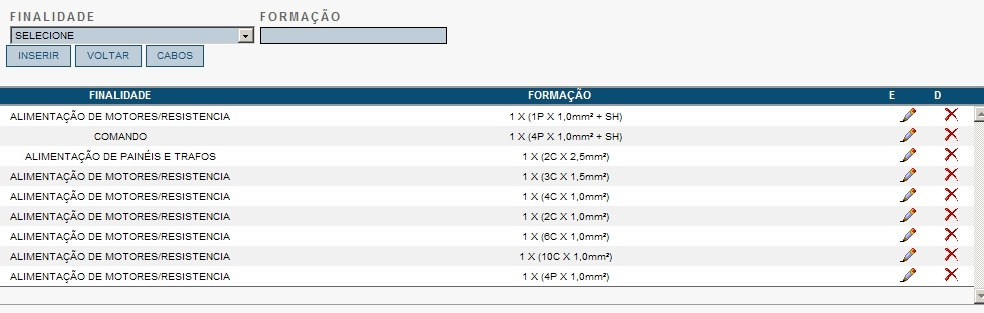 FINALIDADE FORMAÇÃO
SELECIONE
INSERIR VOLTAR CABOS
FINALIDADE FORMAÇÃO E D
ALIMENTAÇÃO DE MOTORES/RESISTENCIA 1 X (1P X 1,0mm² + SH)
COMANDO 1 X (4P X 1,0mm² + SH)
ALIMENTAÇÃO DE PAINÉIS E TRAFOS 1 X (2C X 2,5mm²)
ALIMENTAÇÃO DE MOTORES/RESISTENCIA 1 X (3C X 1,5mm²)
ALIMENTAÇÃO DE MOTORES/RESISTENCIA 1 X (4C X 1,0mm²)
ALIMENTAÇÃO DE MOTORES/RESISTENCIA 1 X (2C X 1,0mm²)
ALIMENTAÇÃO DE MOTORES/RESISTENCIA 1 X (6C X 1,0mm²)
ALIMENTAÇÃO DE MOTORES/RESISTENCIA 1 X (10C X 1,0mm²)
ALIMENTAÇÃO DE MOTORES/RESISTENCIA 1 X (4P X 1,0mm²)